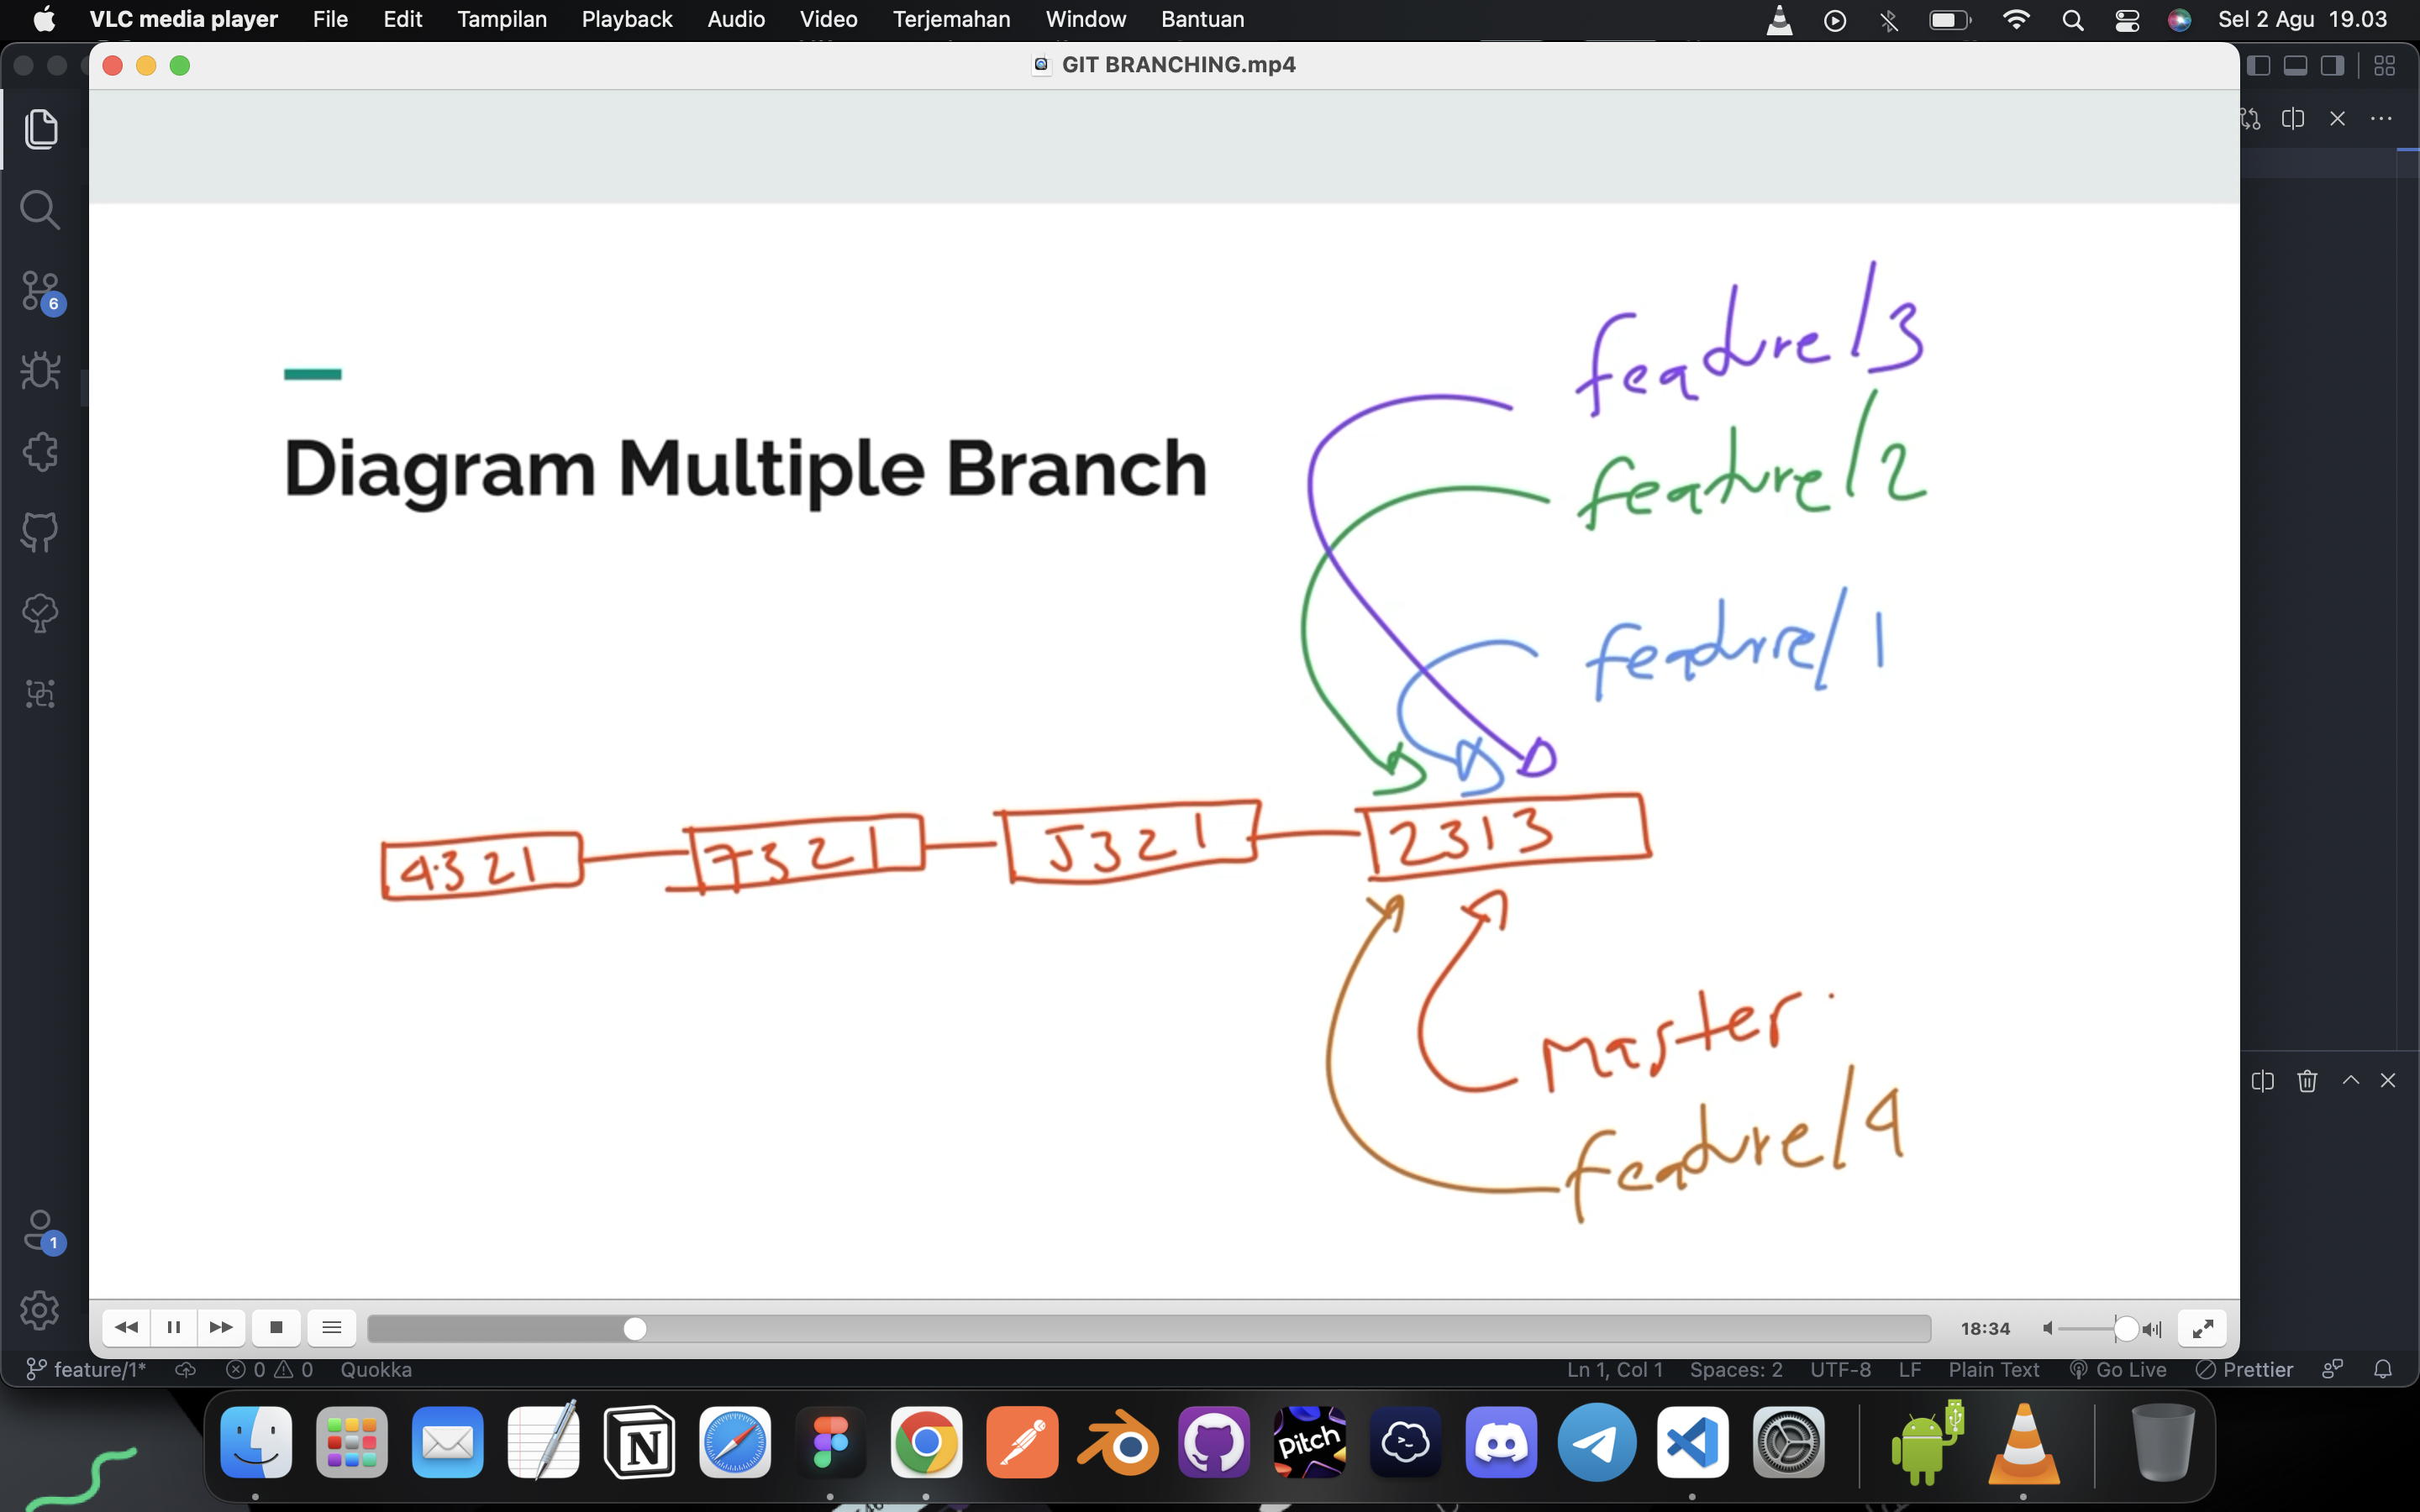 VLC media player File Edit Tampilan Playback Audio Video Terjemahan Window Bantuan Sel 2 Agu 19.03
GIT BRANCHING.mp4
6
feature/3
Diagram Multiple Branch
feature/2
feature/1
4321 7321 5321 2313
Master
feature/4
1
18:34
feature/1* 0 0 Quokka Ln 1, Col 1 Spaces: 2 UTF-8 LF Plain Text Go Live Prettier
N Pitch